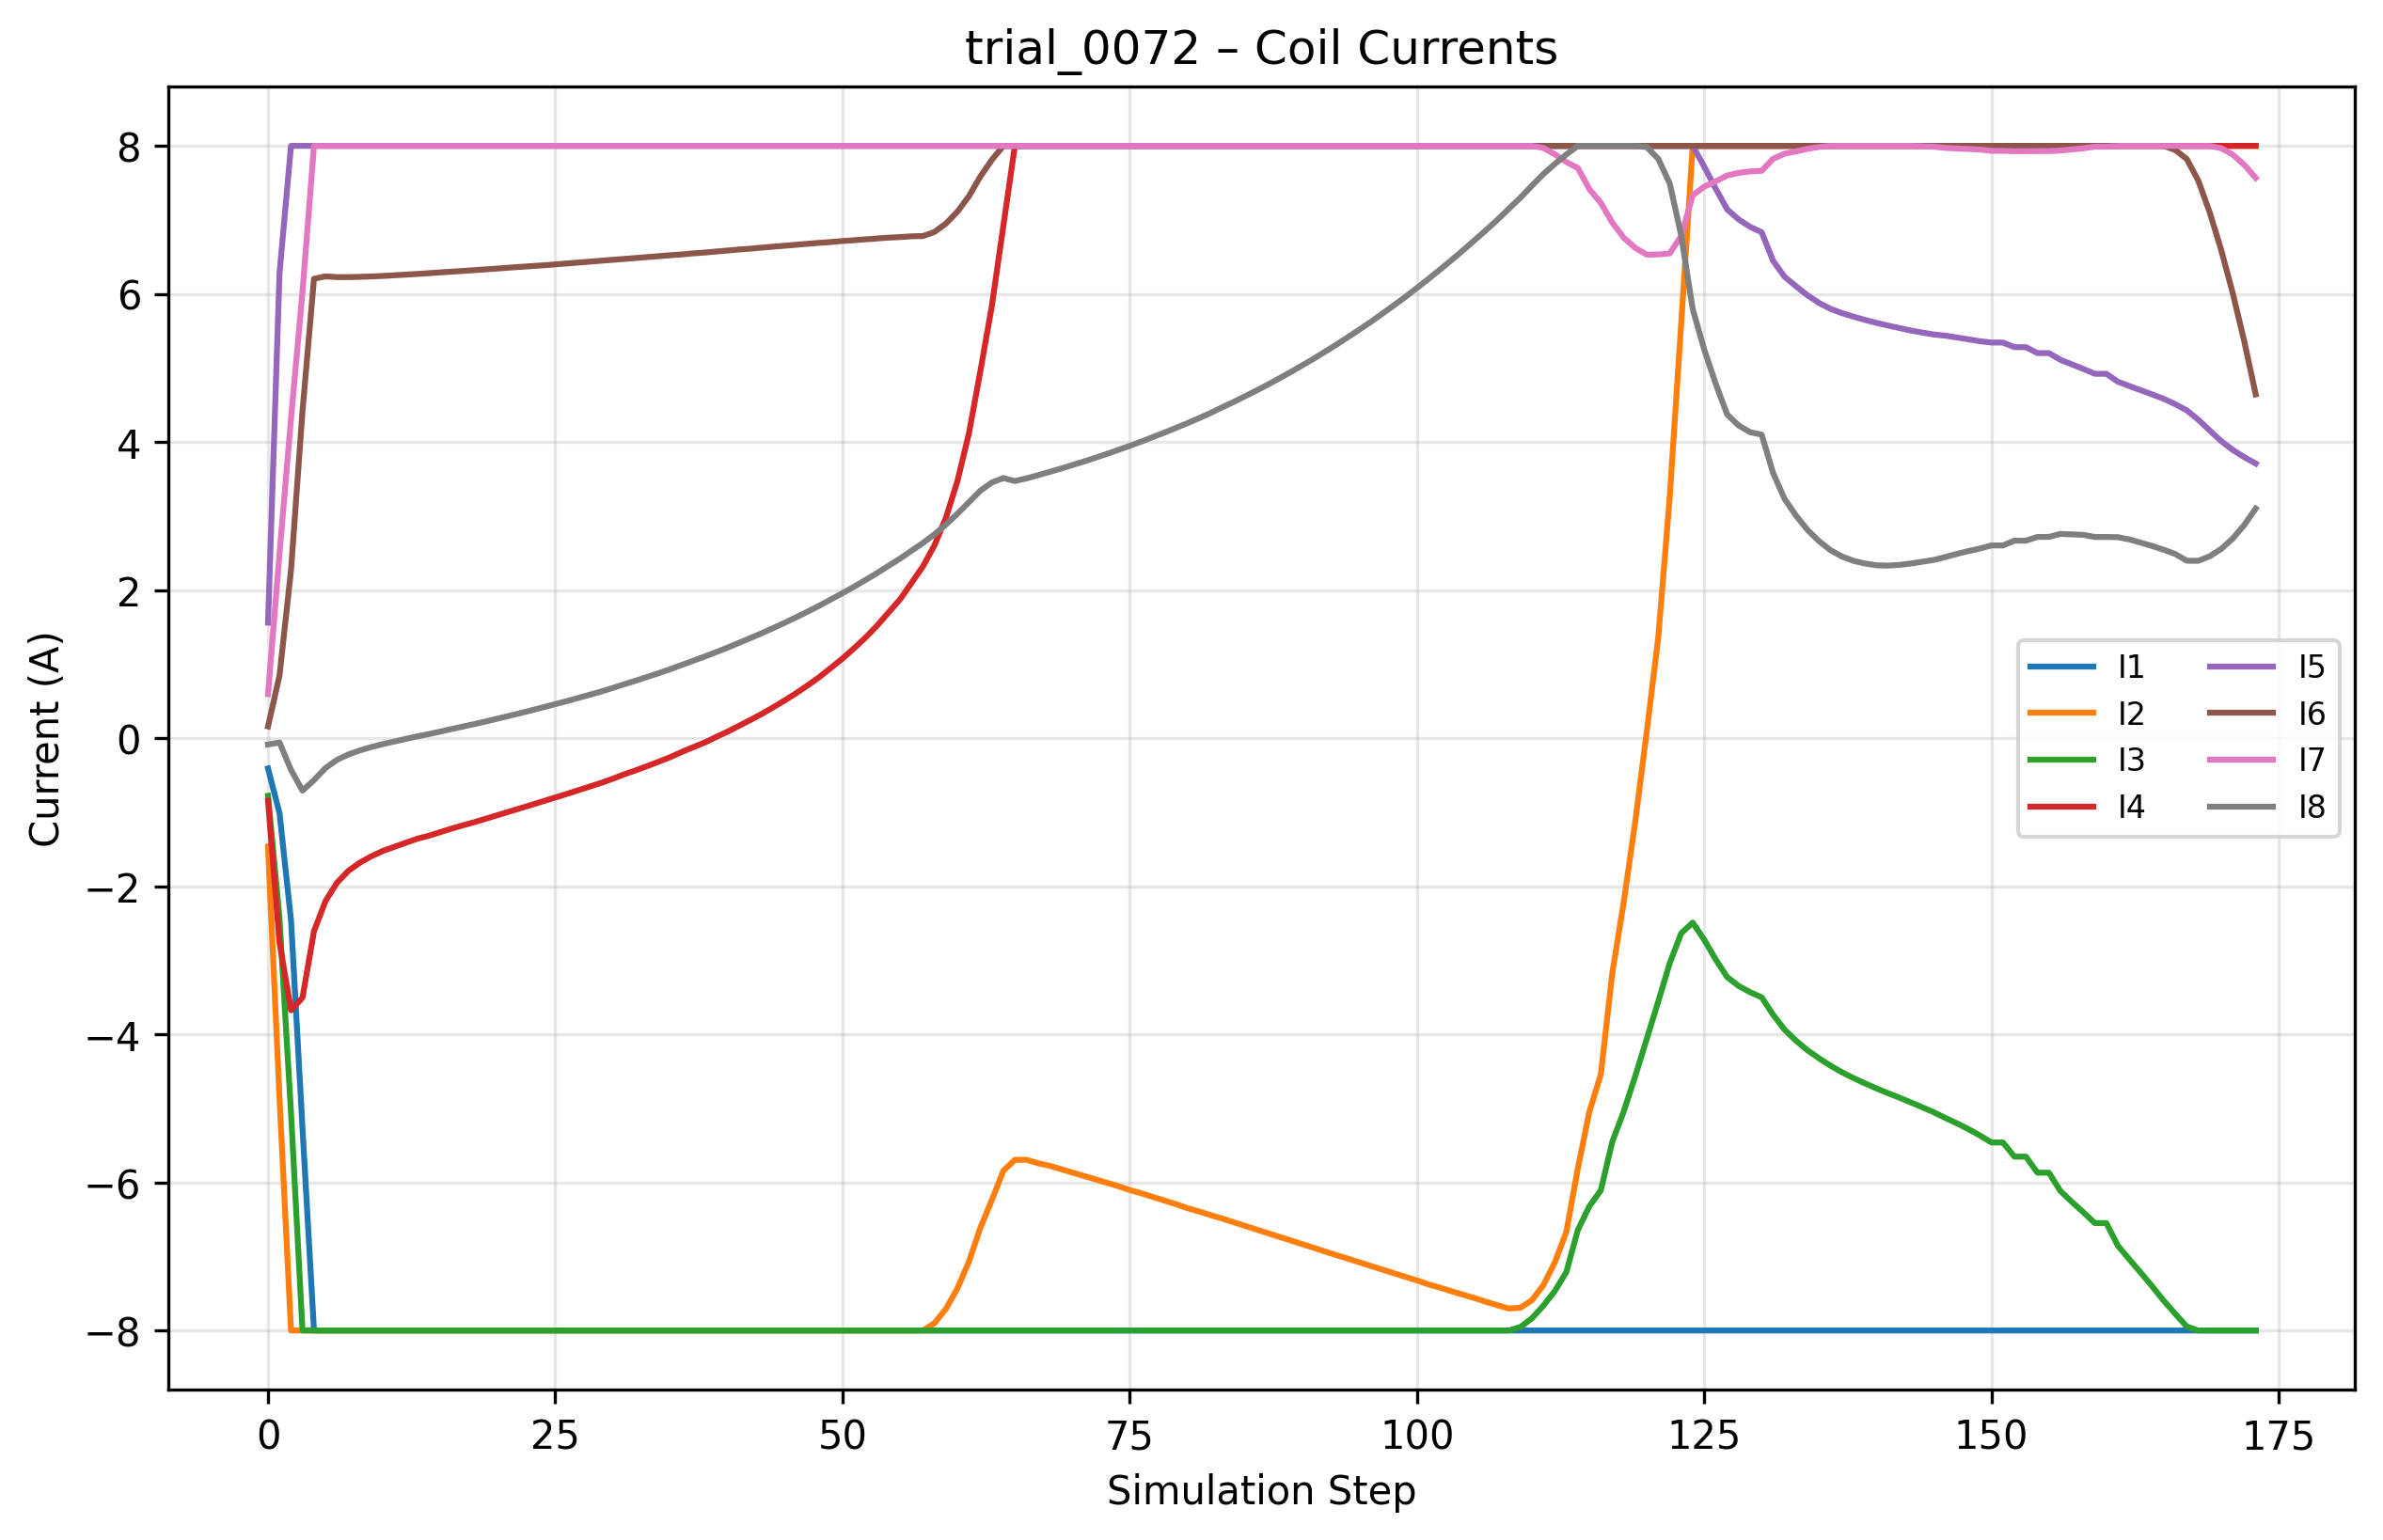 trial_0072 – Coil Currents
Current (A)
8
6
4
2
0
−2
−4
−6
−8
I1
I2
I3
I4
I5
I6
I7
I8
0 25 50 75 100 125 150 175
Simulation Step